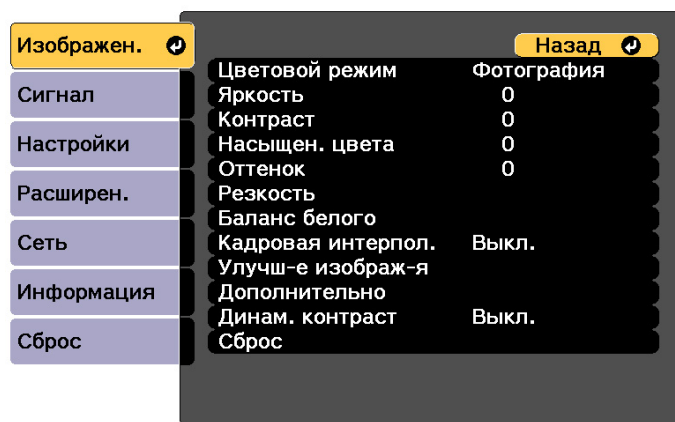 Изображен.
Сигнал
Настройки
Расширен.
Сеть
Информация
Сброс
Назад
Цветовой режим Фотография
Яркость 0
Контраст 0
Насыщен. цвета 0
Оттенок 0
Резкость
Баланс белого
Кадровая интерпол. Выкл.
Улучш-е изображ-я
Дополнительно
Динам. контраст Выкл.
Сброс